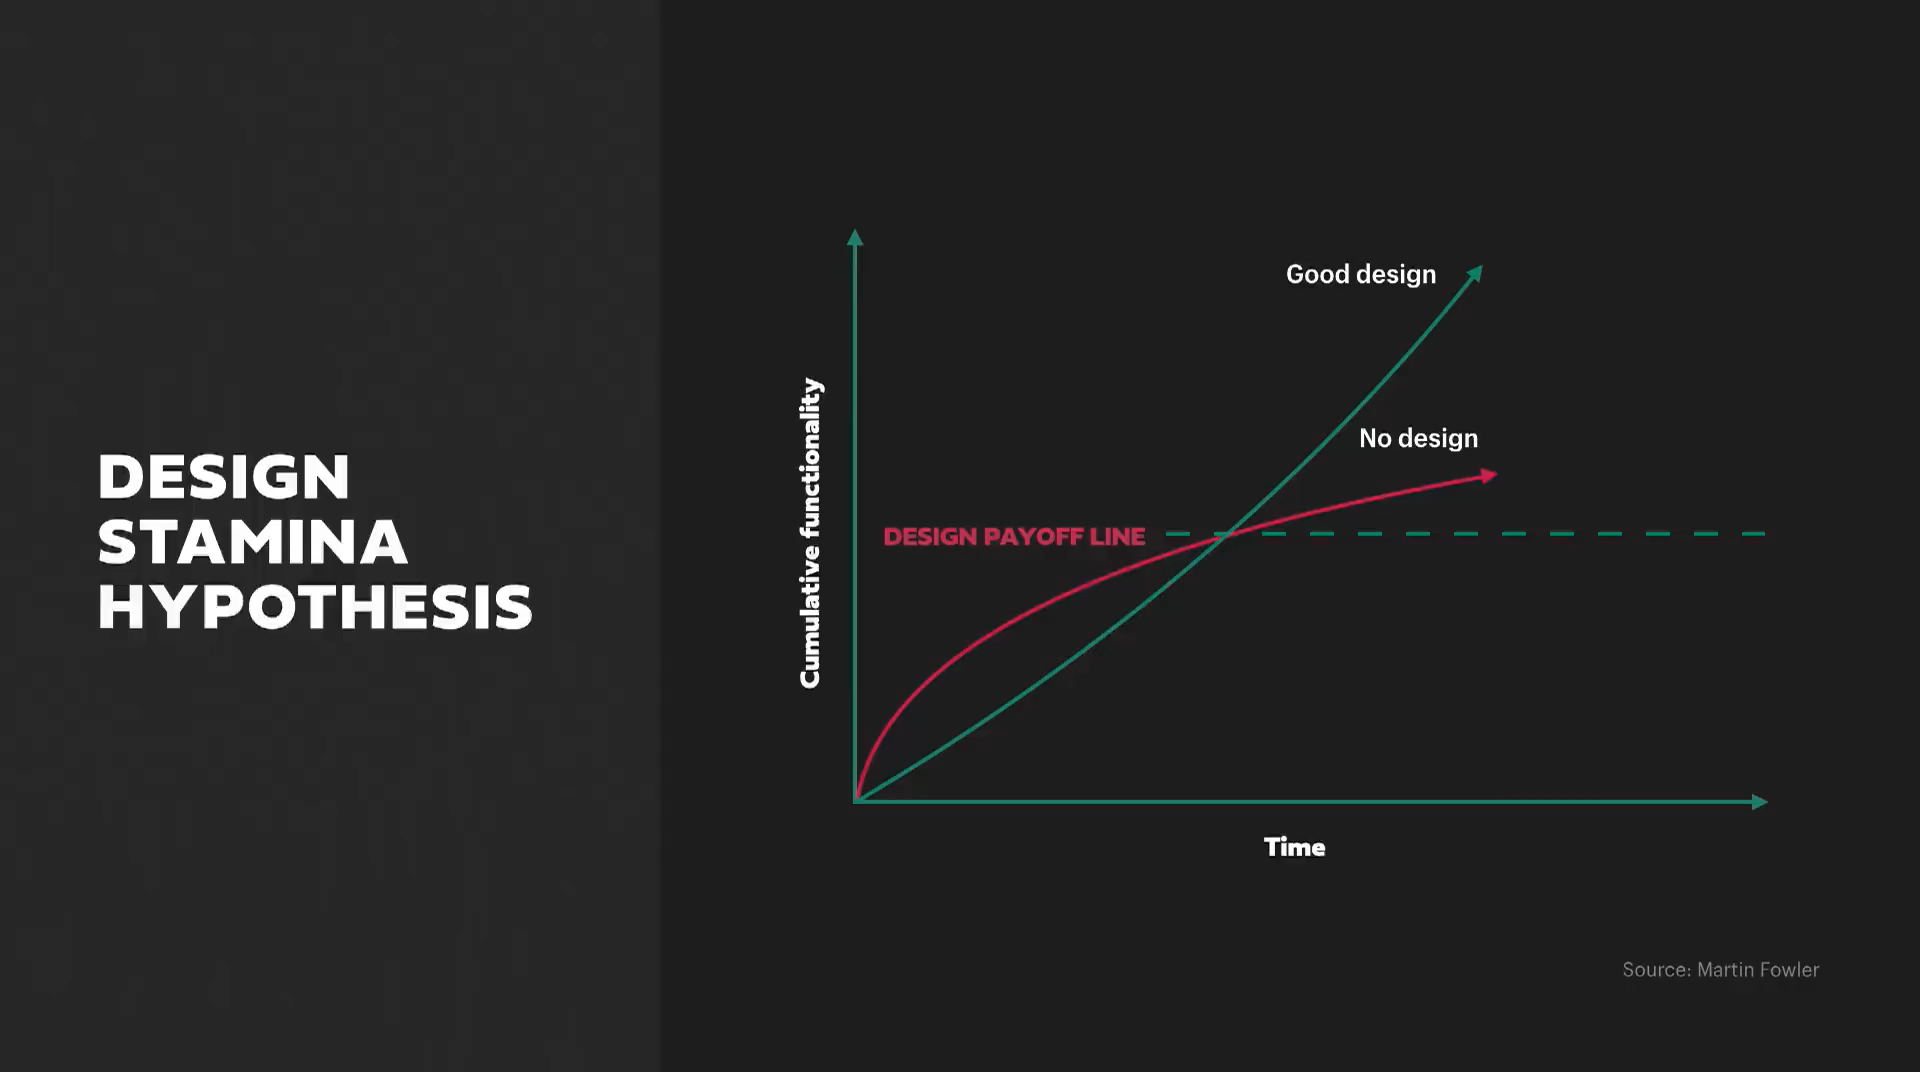 DESIGN
STAMINA
HYPOTHESIS
Cumulative functionality
Good design
No design
DESIGN PAYOFF LINE
Time
Source: Martin Fowler